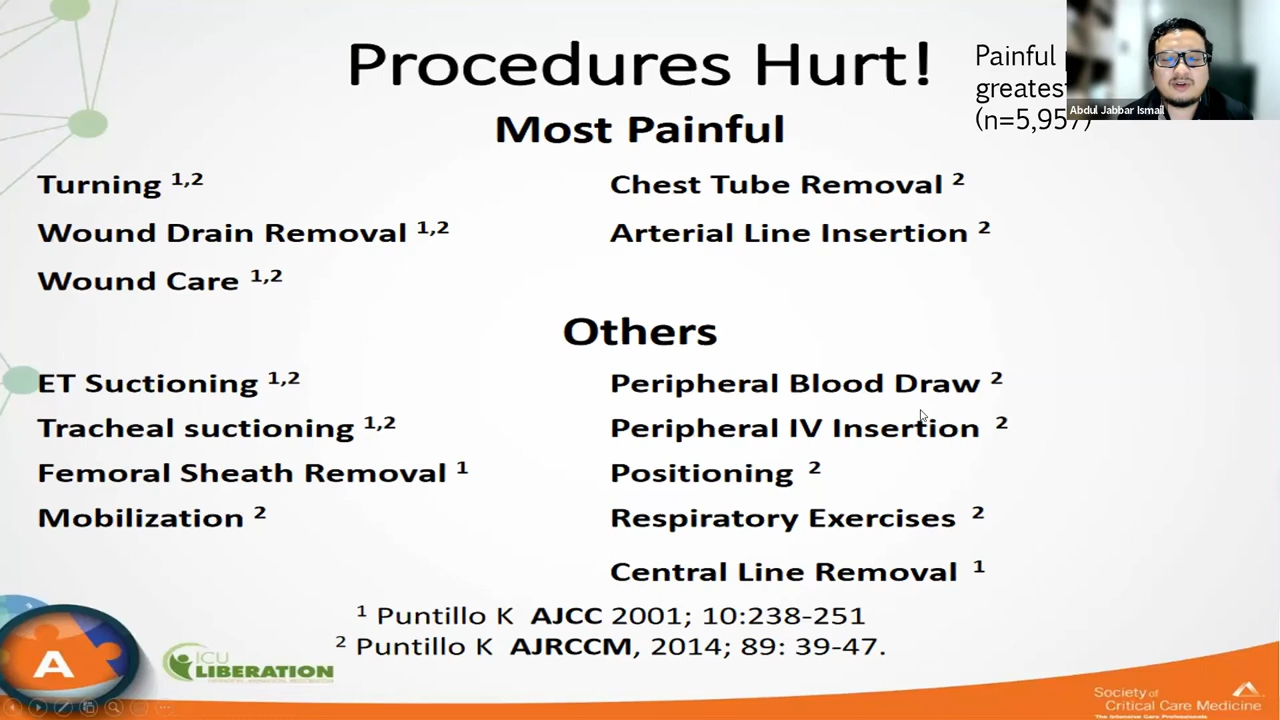 Procedures Hurt!
Painful
greatest
(n=5,957)
Abdul Jabbar Ismail
Most Painful
Turning 1,2
Chest Tube Removal 2
Wound Drain Removal 1,2
Arterial Line Insertion 2
Wound Care 1,2
Others
ET Suctioning 1,2
Peripheral Blood Draw 2
Tracheal suctioning 1,2
Peripheral IV Insertion 2
Femoral Sheath Removal 1
Positioning 2
Mobilization 2
Respiratory Exercises 2
Central Line Removal 1
1 Puntillo K AJCC 2001; 10:238-251
2 Puntillo K AJRCCM, 2014; 89: 39-47.
A
ICU
LIBERATION
Society of
Critical Care Medicine
The Intensive Care Professionals